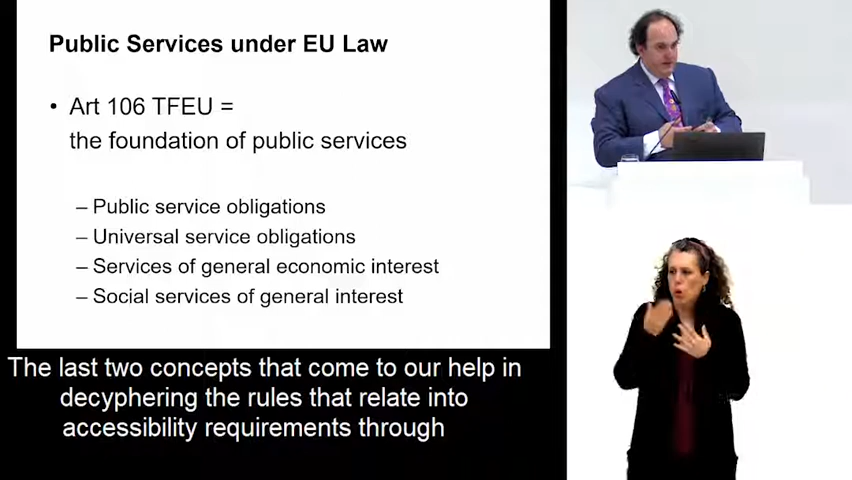 Public Services under EU Law
• Art 106 TFEU =
the foundation of public services
– Public service obligations
– Universal service obligations
– Services of general economic interest
– Social services of general interest
The last two concepts that come to our help in
decyphering the rules that relate into
accessibility requirements through